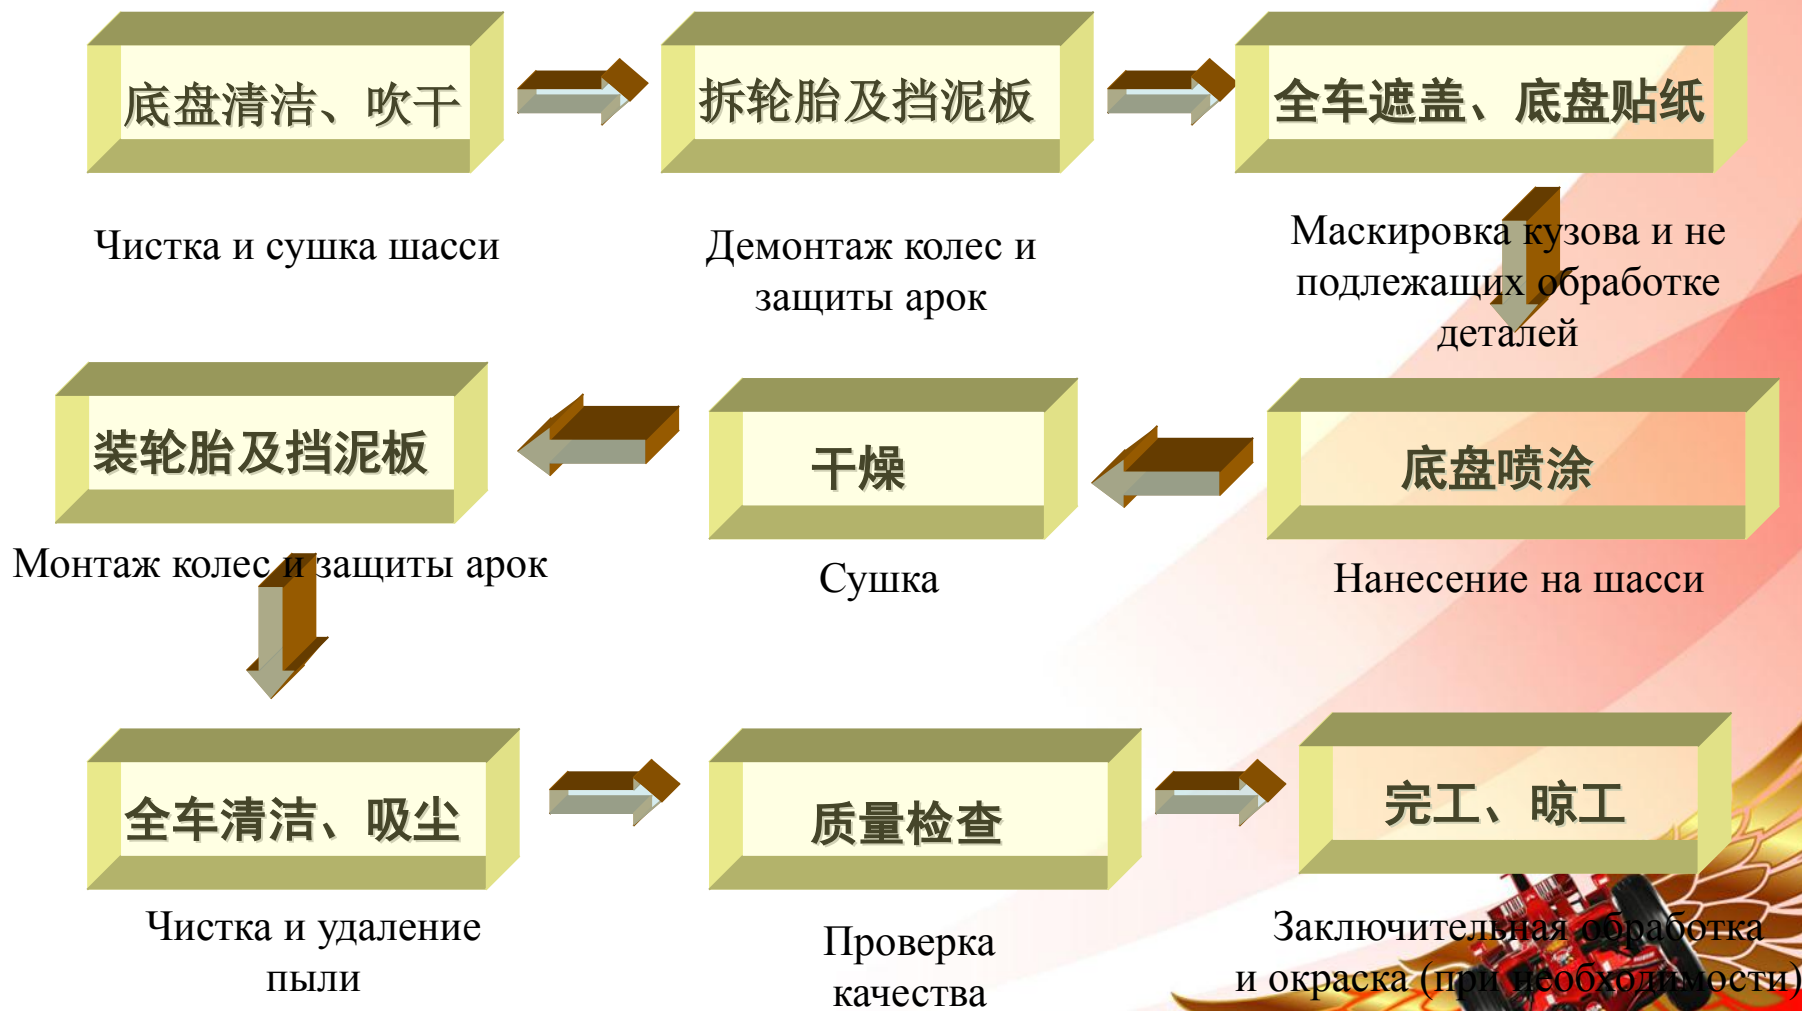 底盘清洁、吹干
Чистка и сушка шасси
拆轮胎及挡泥板
Демонтаж колес и
защиты арок
全车遮盖、底盘贴纸
Маскировка кузова и не
подлежащих обработке
деталей
底盘喷涂
Нанесение на шасси
干燥
Сушка
装轮胎及挡泥板
Монтаж колес и защиты арок
全车清洁、吸尘
Чистка и удаление
пыли
质量检查
Проверка
качества
完工、晾工
Заключительная обработка
и окраска (при необходимости)